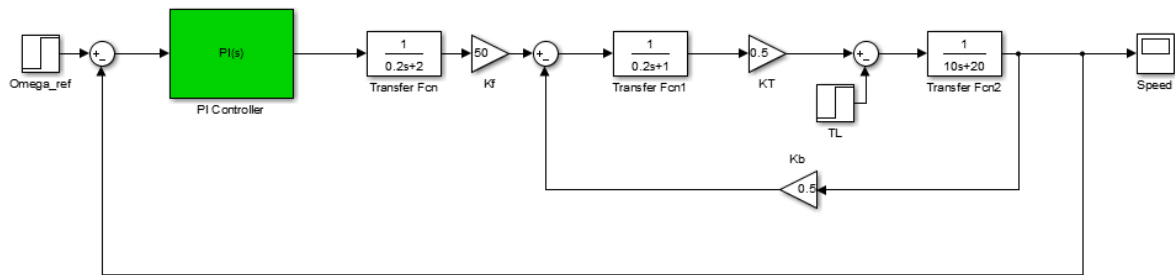 Omega_ref
+
−
PI(s)
PI Controller
1
0.2s+2
Transfer Fcn
50
Kf
+
−
1
0.2s+1
Transfer Fcn1
0.5
KT
+
−
TL
1
10s+20
Transfer Fcn2
Speed
Kb
0.5